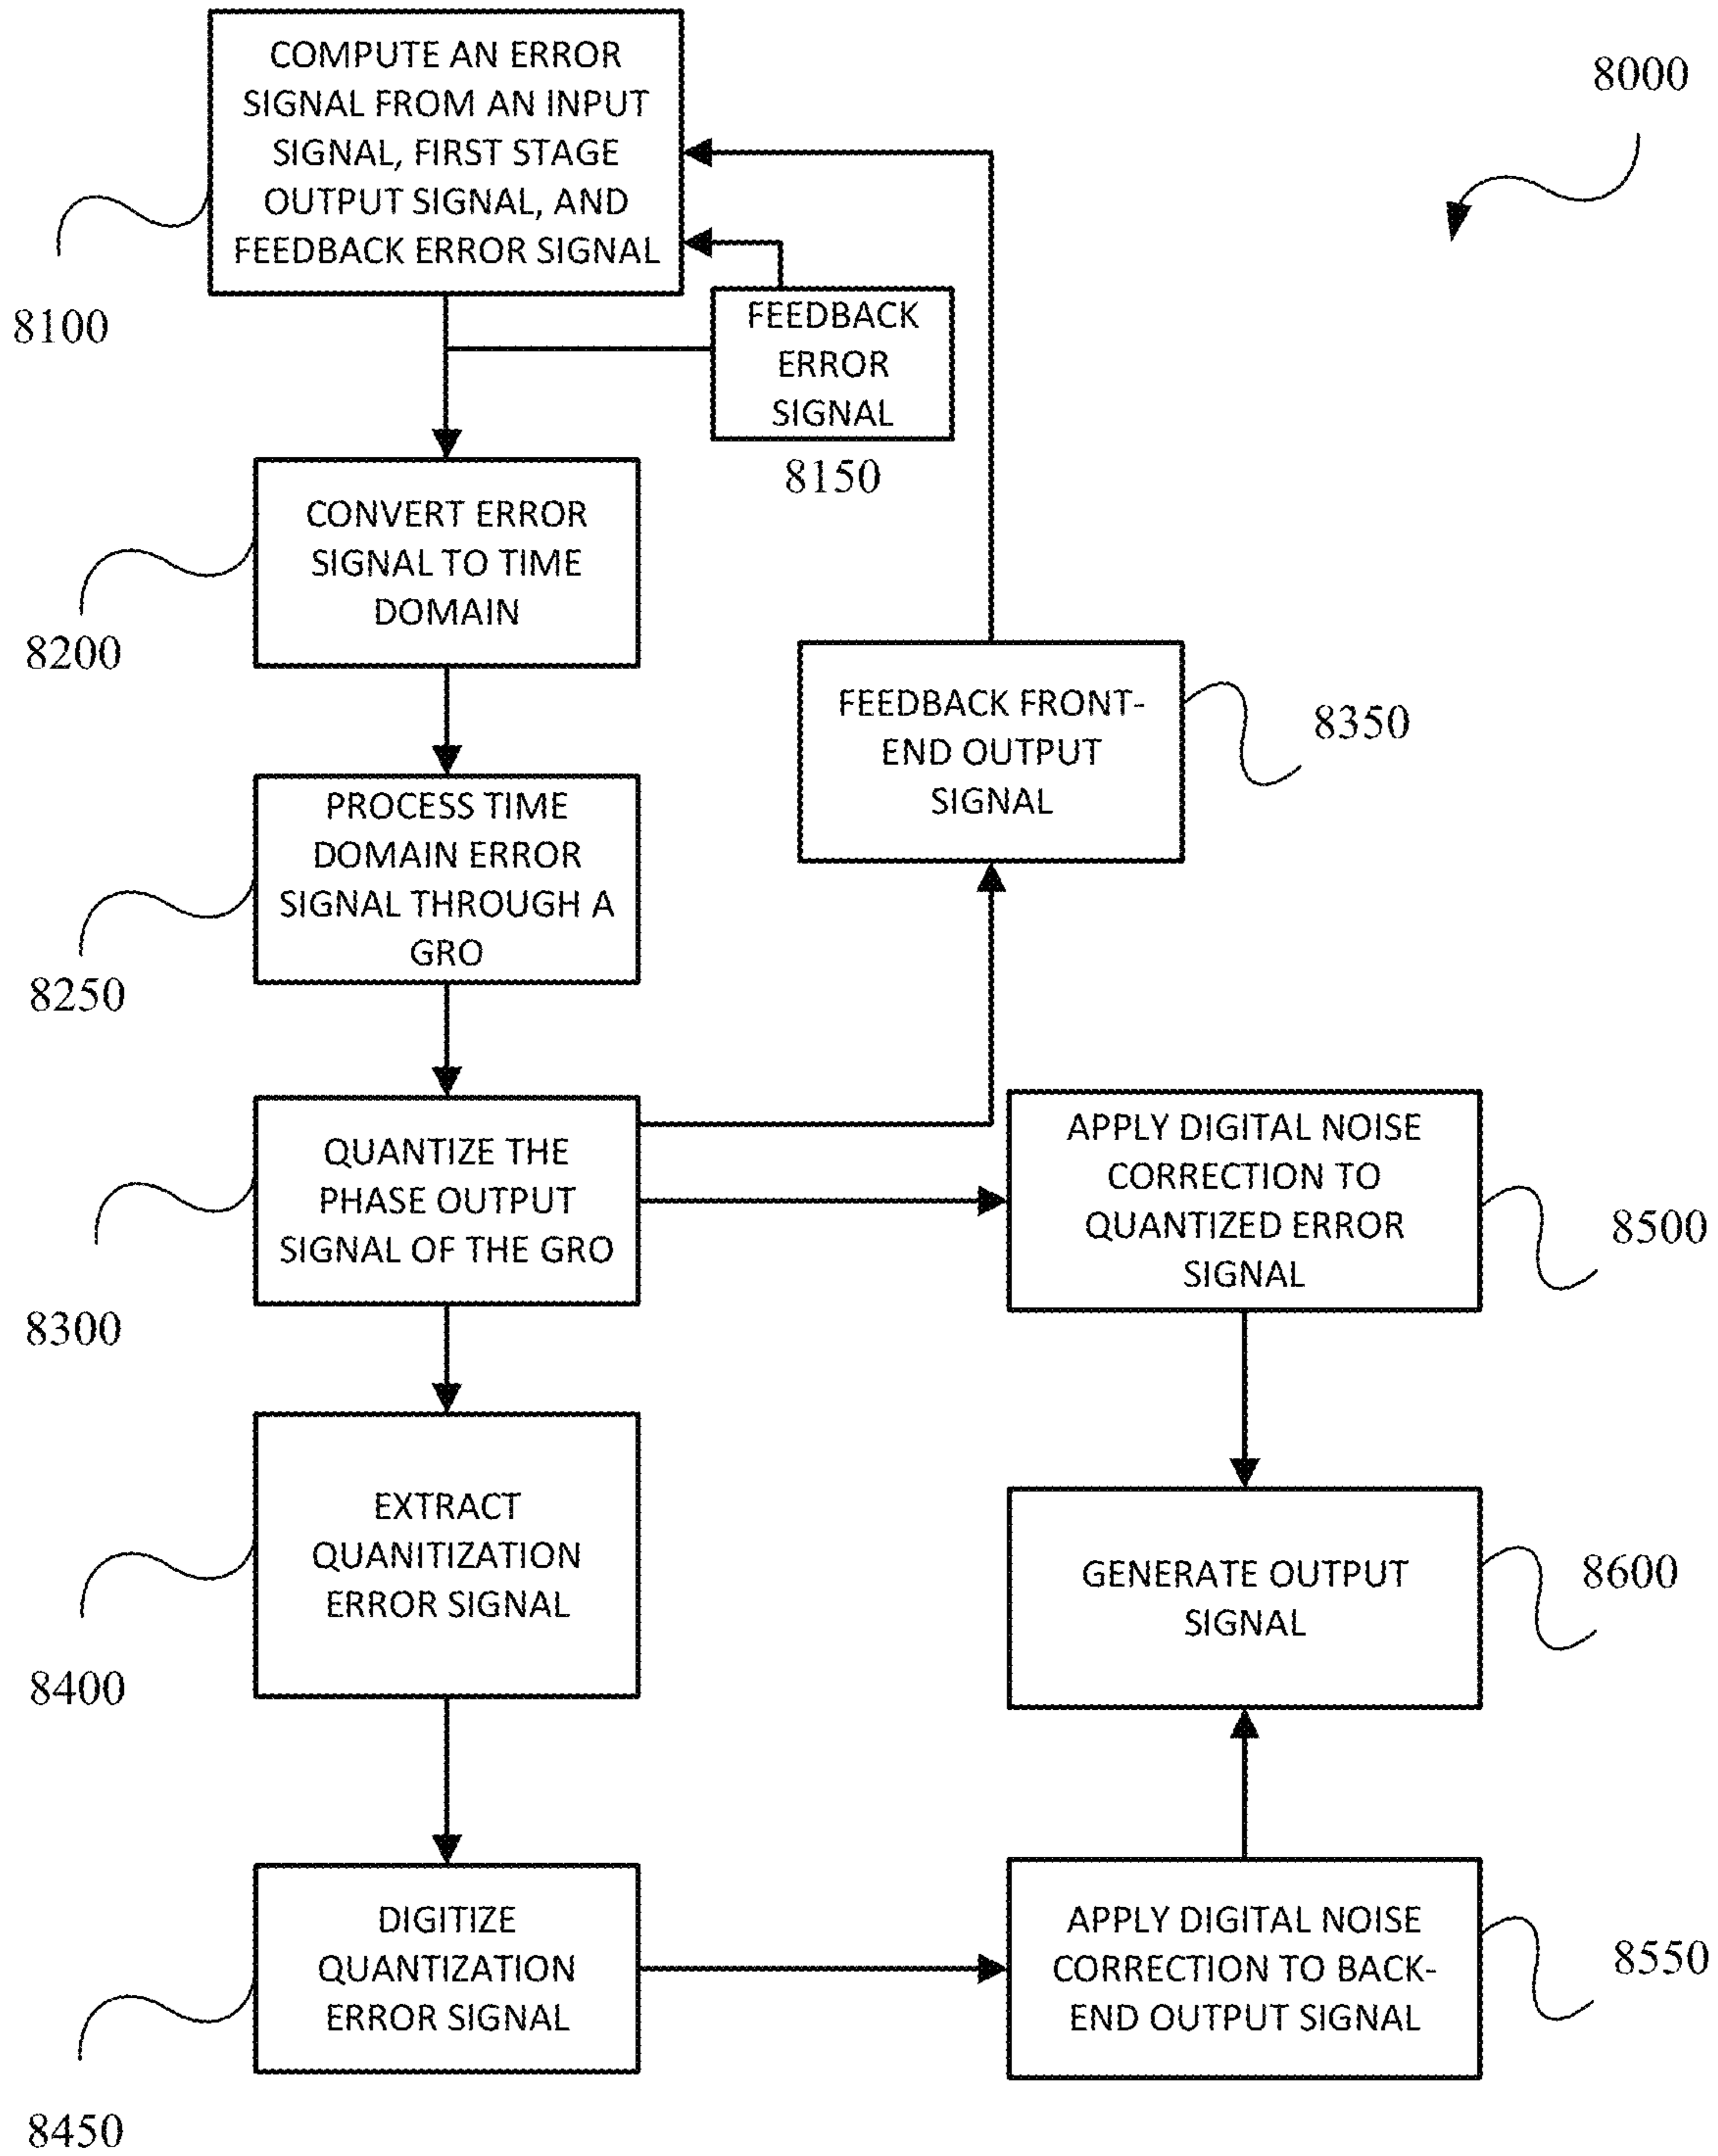 COMPUTE AN ERROR
SIGNAL FROM AN INPUT
SIGNAL, FIRST STAGE
OUTPUT SIGNAL, AND
FEEDBACK ERROR SIGNAL
8000
8100
FEEDBACK
ERROR
SIGNAL
8150
CONVERT ERROR
SIGNAL TO TIME
DOMAIN
8200
FEEDBACK FRONT-
END OUTPUT
SIGNAL
8350
PROCESS TIME
DOMAIN ERROR
SIGNAL THROUGH A
GRO
8250
QUANTIZE THE
PHASE OUTPUT
SIGNAL OF THE GRO
8300
APPLY DIGITAL NOISE
CORRECTION TO
QUANTIZED ERROR
SIGNAL
8500
EXTRACT
QUANITIZATION
ERROR SIGNAL
8400
GENERATE OUTPUT
SIGNAL
8600
DIGITIZE
QUANTIZATION
ERROR SIGNAL
8450
APPLY DIGITAL NOISE
CORRECTION TO BACK-
END OUTPUT SIGNAL
8550